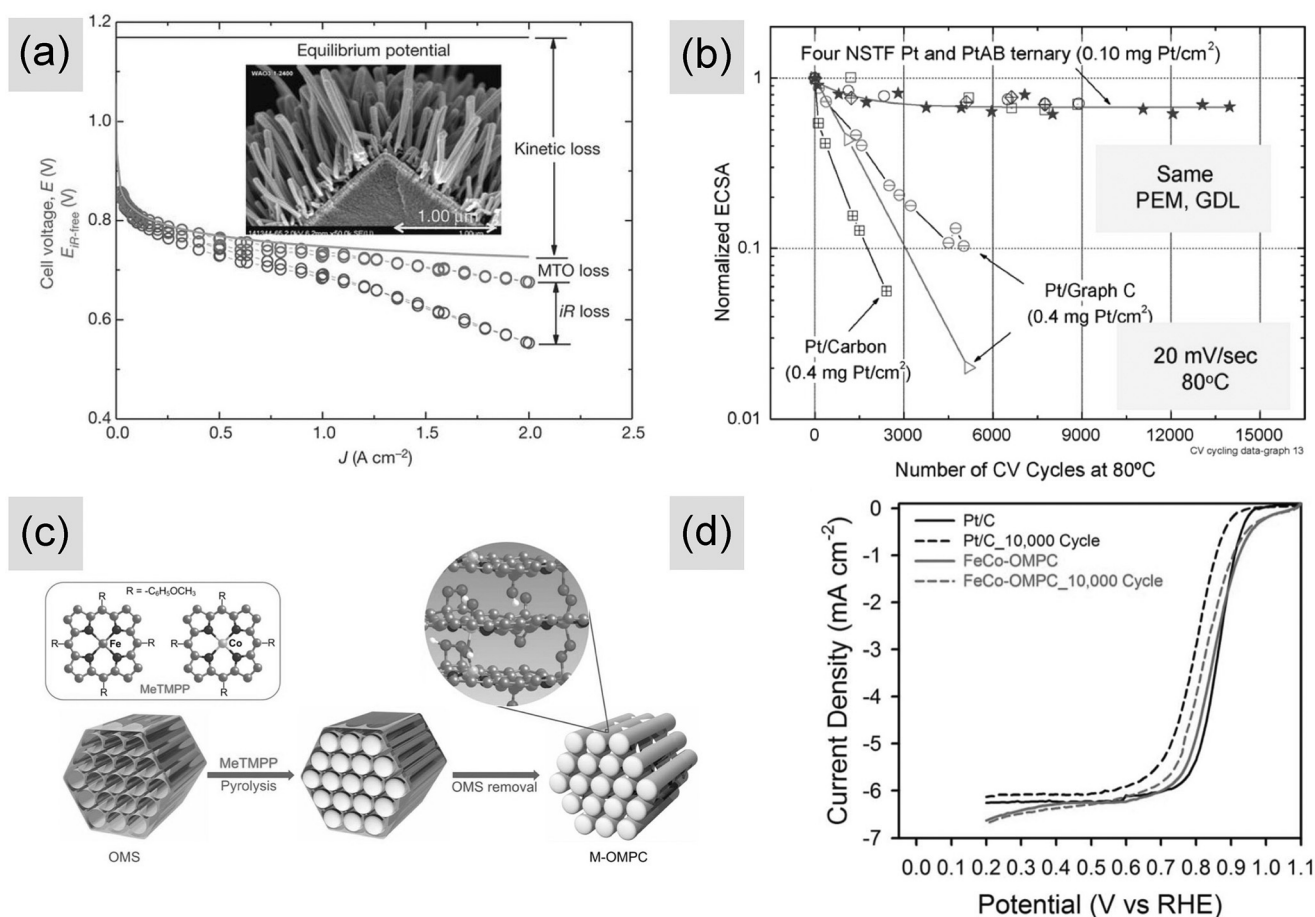 (a)
1.2
1.0
0.8
0.6
0.4
Cell voltage, E (V)
E_iR-free (V)
Equilibrium potential
WAO3 1-2400
1.00 µm
Kinetic loss
MTO loss
iR loss
0.0
0.5
1.0
1.5
2.0
2.5
J (A cm⁻²)
(b)
Four NSTF Pt and PtAB ternary (0.10 mg Pt/cm²)
1
0.1
0.01
Normalized ECSA
Same
PEM, GDL
Pt/Graph C
(0.4 mg Pt/cm²)
Pt/Carbon
(0.4 mg Pt/cm²)
20 mV/sec
80ºC
0
3000
6000
9000
12000
15000
CV cycling data-graph 13
Number of CV Cycles at 80ºC
(c)
R = -C₆H₅OCH₃
R
R
R
R
Fe
R
R
R
R
Co
MeTMPP
MeTMPP
Pyrolysis
OMS removal
OMS
M-OMPC
(d)
Pt/C
Pt/C_10,000 Cycle
FeCo-OMPC
FeCo-OMPC_10,000 Cycle
0
-1
-2
-3
-4
-5
-6
-7
Current Density (mA cm⁻²)
0.0 0.1 0.2 0.3 0.4 0.5 0.6 0.7 0.8 0.9 1.0 1.1
Potential (V vs RHE)